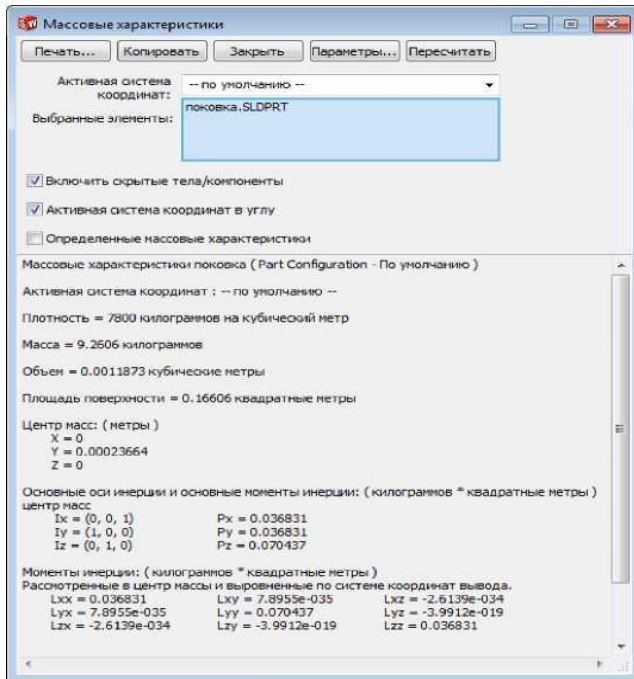 Массовые характеристики
Печать... Копировать Закрыть Параметры... Пересчитать
Активная система координат: -- по умолчанию --
Выбранные элементы: поковка.SLDPRT
Включить скрытые тела/компоненты
Активная система координат в углу
Определенные массовые характеристики
Массовые характеристики поковка ( Part Configuration - По умолчанию )
Активная система координат : -- по умолчанию --
Плотность = 7800 килограммов на кубический метр
Масса = 9.2606 килограммов
Объем = 0.0011873 кубические метры
Площадь поверхности = 0.16606 квадратные метры
Центр масс: ( метры )
X = 0
Y = 0.00023664
Z = 0
Основные оси инерции и основные моменты инерции: ( килограммов * квадратные метры )
центр масс
Ix = (0, 0, 1) Px = 0.036831
Iy = (1, 0, 0) Py = 0.036831
Iz = (0, 1, 0) Pz = 0.070437
Моменты инерции: ( килограммов * квадратные метры )
Рассмотренные в центр массы и выровненные по системе координат вывода.
Lxx = 0.036831 Lxy = 7.8955e-035 Lxz = -2.6139e-034
Lyx = 7.8955e-035 Lyy = 0.070437 Lyz = -3.9912e-019
Lzx = -2.6139e-034 Lzy = -3.9912e-019 Lzz = 0.036831